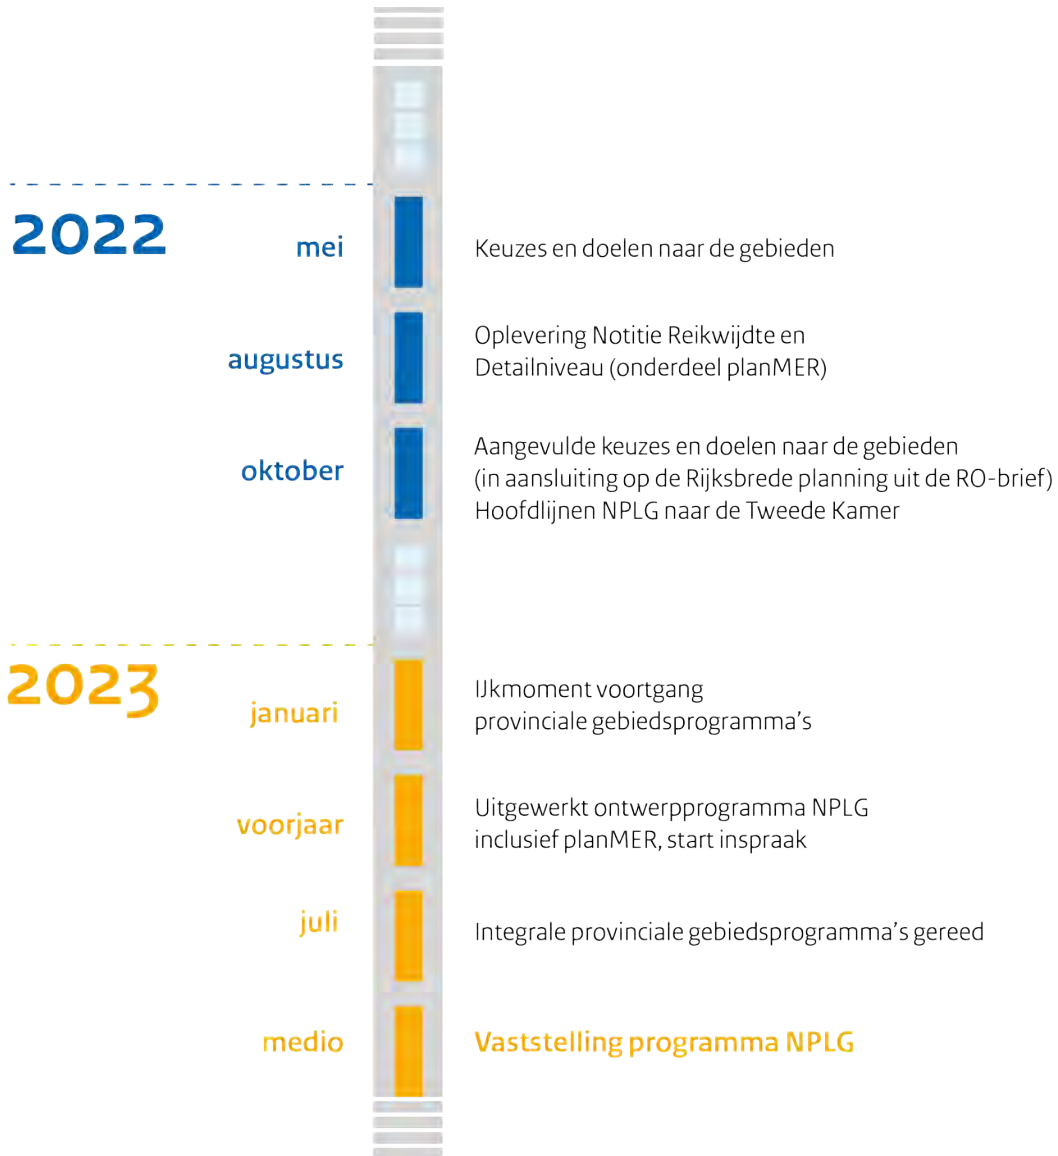 2022
mei
Keuzes en doelen naar de gebieden
augustus
Oplevering Notitie Reikwijdte en
Detailniveau (onderdeel planMER)
oktober
Aangevulde keuzes en doelen naar de gebieden
(in aansluiting op de Rijksbrede planning uit de RO-brief)
Hoofdlijnen NPLG naar de Tweede Kamer
2023
januari
IJkmoment voortgang
provinciale gebiedsprogramma's
voorjaar
Uitgewerkt ontwerpprogramma NPLG
inclusief planMER, start inspraak
juli
Integrale provinciale gebiedsprogramma's gereed
medio
Vaststelling programma NPLG